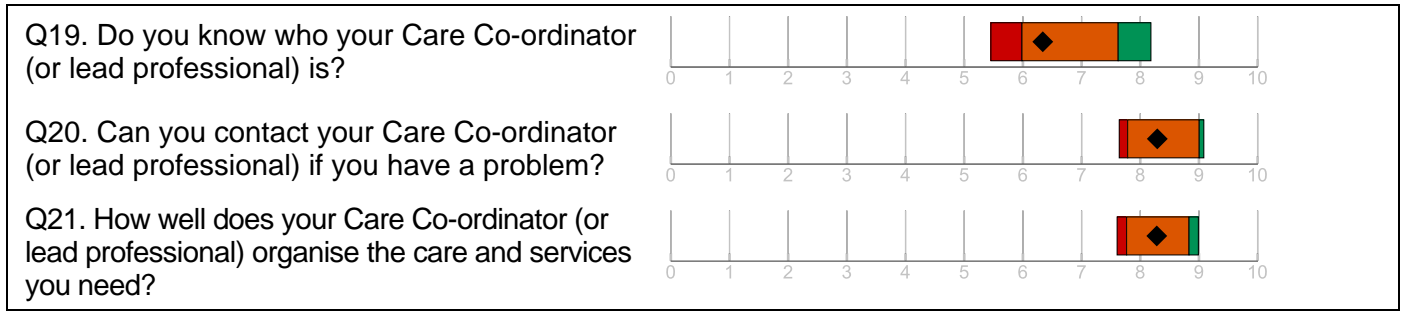 Q19. Do you know who your Care Co-ordinator
(or lead professional) is?
0 1 2 3 4 5 6 7 8 9 10
Q20. Can you contact your Care Co-ordinator
(or lead professional) if you have a problem?
0 1 2 3 4 5 6 7 8 9 10
Q21. How well does your Care Co-ordinator (or
lead professional) organise the care and services
you need?
0 1 2 3 4 5 6 7 8 9 10